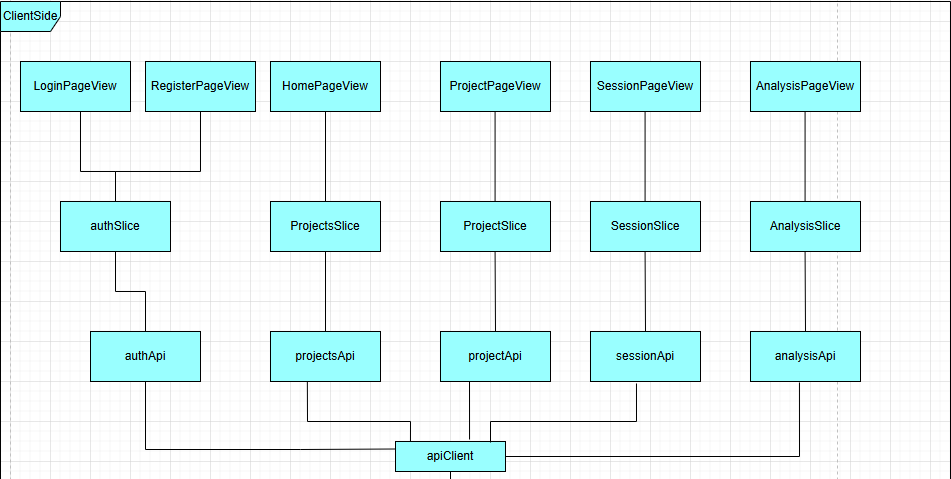 ClientSide
LoginPageView
RegisterPageView
HomePageView
ProjectPageView
SessionPageView
AnalysisPageView
authSlice
ProjectsSlice
ProjectSlice
SessionSlice
AnalysisSlice
authApi
projectsApi
projectApi
sessionApi
analysisApi
apiClient